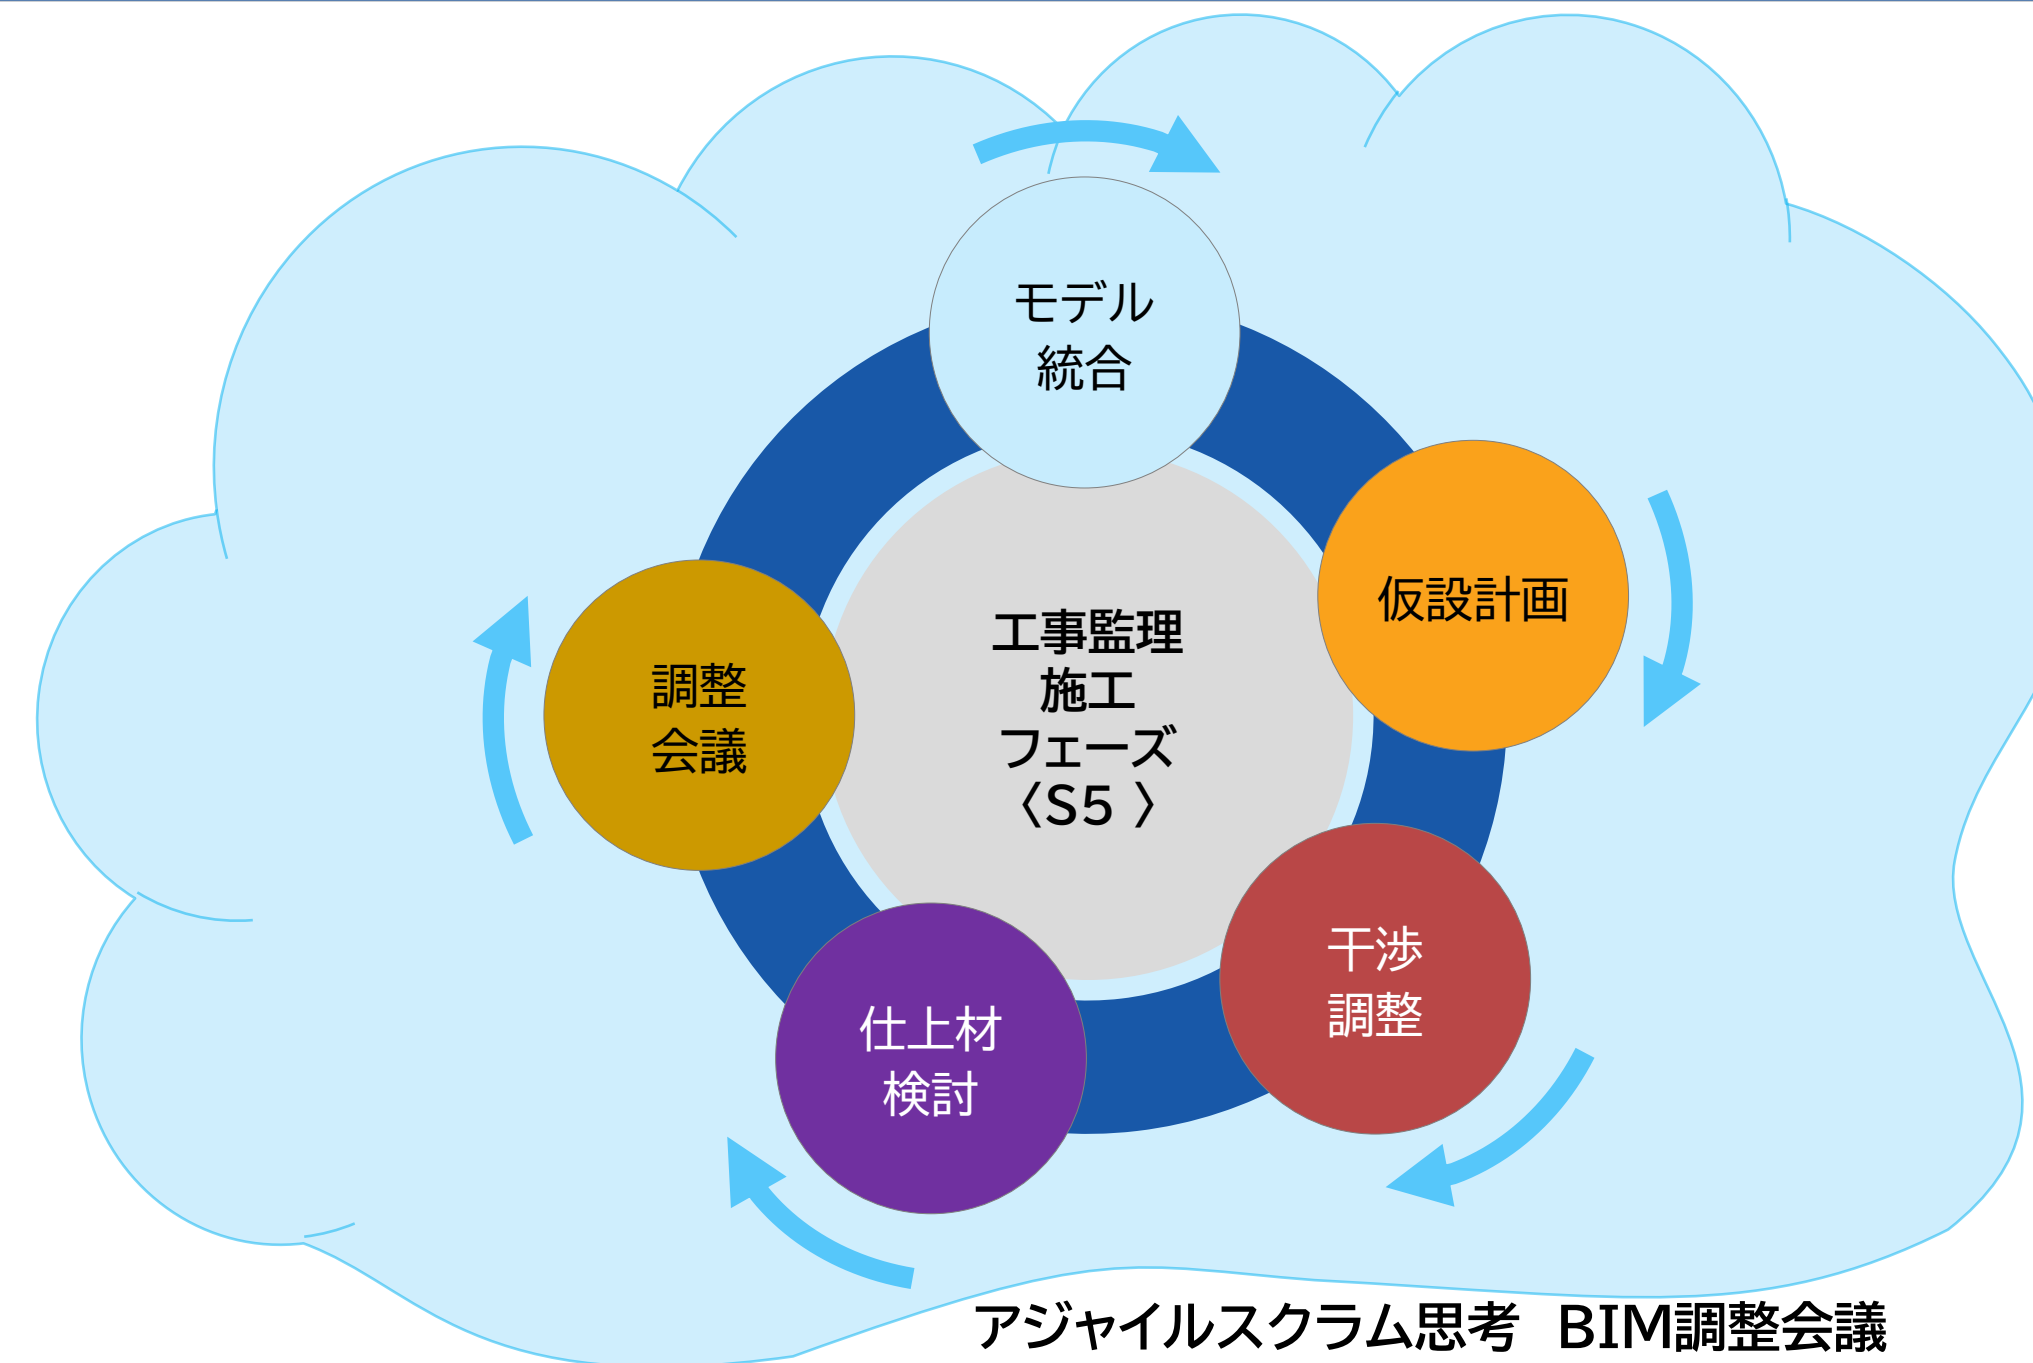 モデル
統合
仮設計画
工事監理
施工
フェーズ
〈S5 〉
調整
会議
干渉
調整
仕上材
検討
アジャイルスクラム思考 BIM調整会議